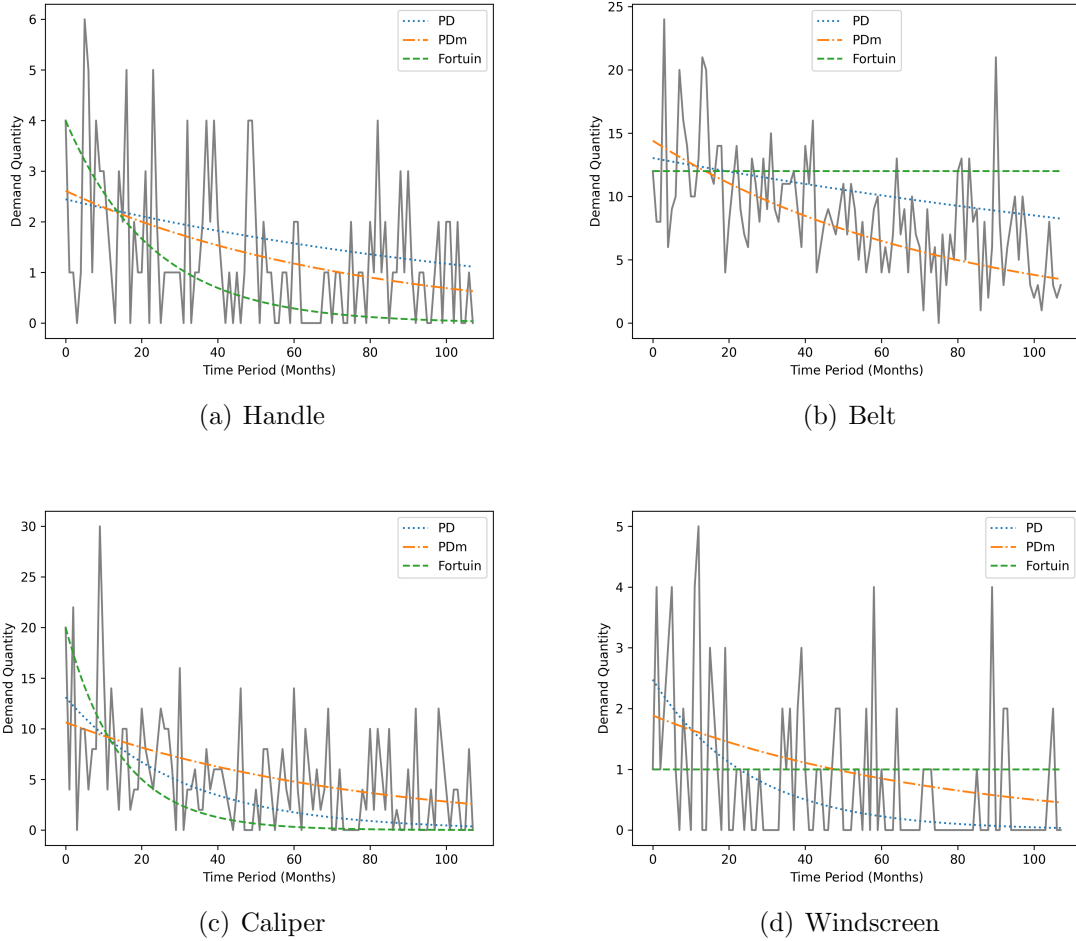 6
5
4
3
2
1
0
Demand Quantity
0 20 40 60 80 100
Time Period (Months)
PD
PDm
Fortuin
(a) Handle
25
20
15
10
5
0
Demand Quantity
0 20 40 60 80 100
Time Period (Months)
PD
PDm
Fortuin
(b) Belt
30
25
20
15
10
5
0
Demand Quantity
0 20 40 60 80 100
Time Period (Months)
PD
PDm
Fortuin
(c) Caliper
5
4
3
2
1
0
Demand Quantity
0 20 40 60 80 100
Time Period (Months)
PD
PDm
Fortuin
(d) Windscreen